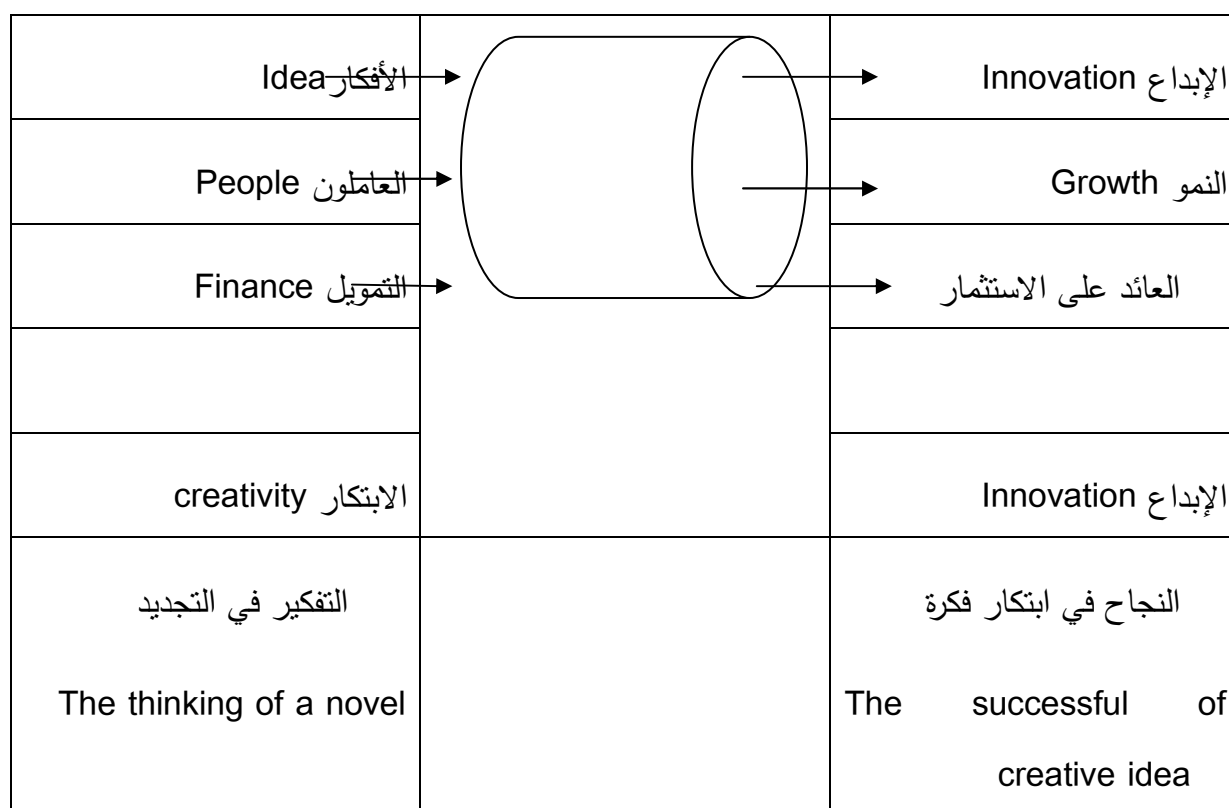 الأفكار Idea
الإبداع Innovation
العاملون People
النمو Growth
التمويل Finance
العائد على الاستثمار
الابتكار creativity
الإبداع Innovation
التفكير في التجديد
النجاح في ابتكار فكرة
The thinking of a novel
The successful of
creative idea